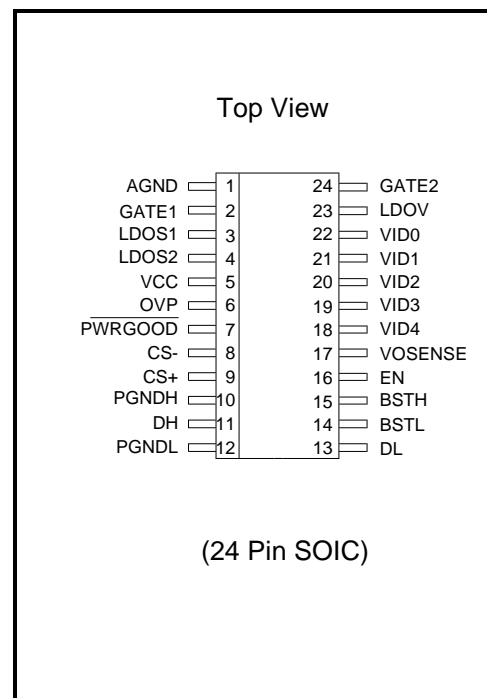 Top View
AGND 1 24 GATE2
GATE1 2 23 LDOV
LDOS1 3 22 VID0
LDOS2 4 21 VID1
VCC 5 20 VID2
OVP 6 19 VID3
PWRGOOD 7 18 VID4
CS- 8 17 VOSENSE
CS+ 9 16 EN
PGNDH 10 15 BSTH
DH 11 14 BSTL
PGNDL 12 13 DL
(24 Pin SOIC)